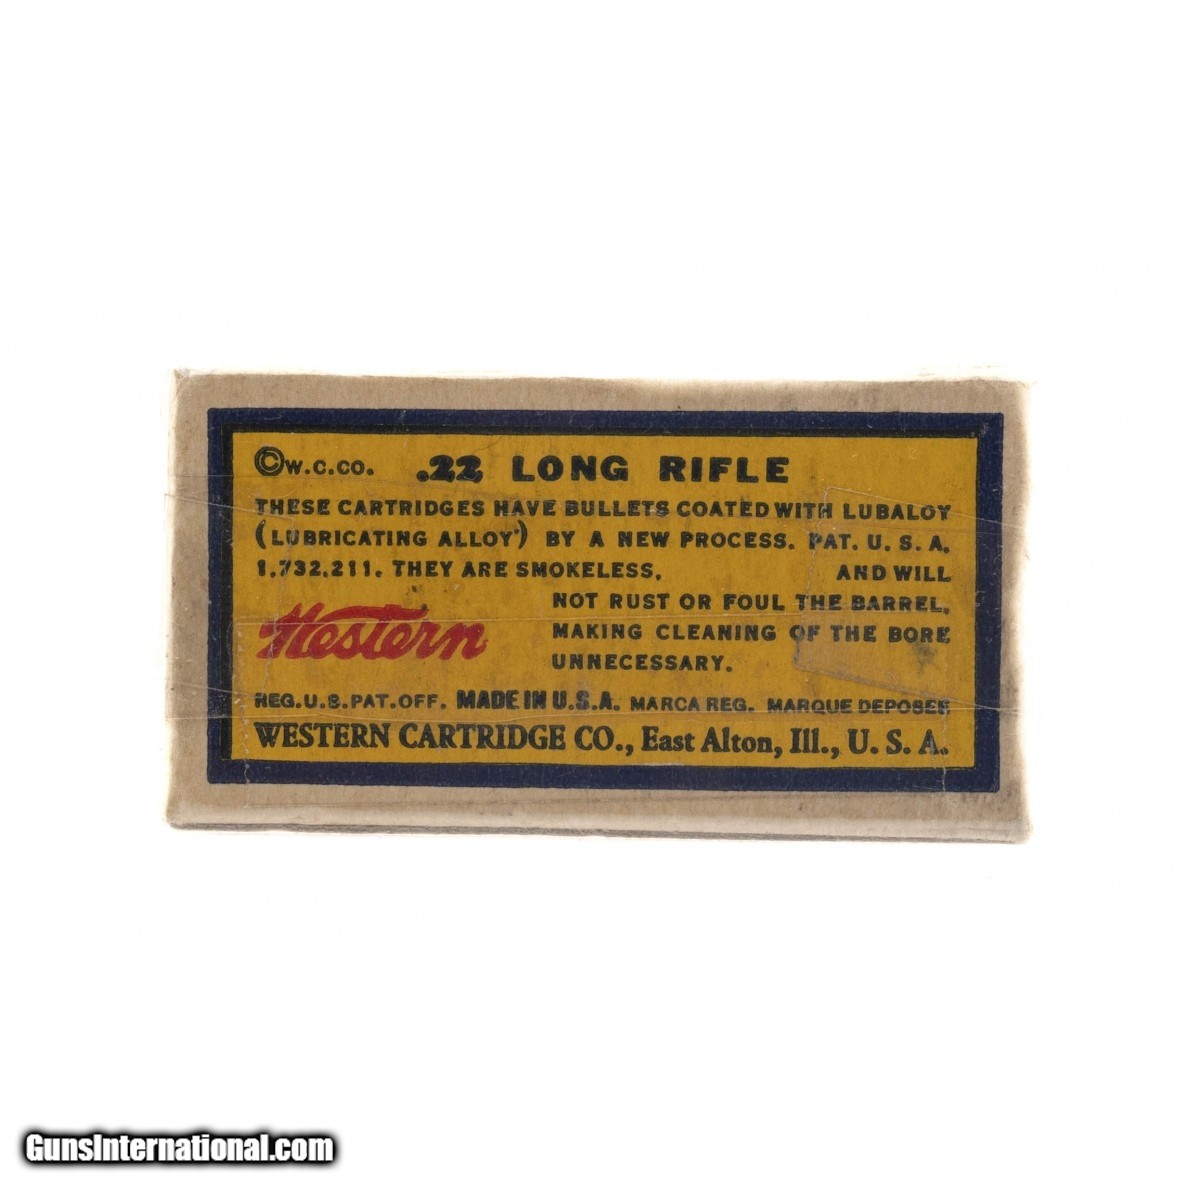 ©W.C.CO. .22 LONG RIFLE
THESE CARTRIDGES HAVE BULLETS COATED WITH LUBALOY
(LUBRICATING ALLOY) BY A NEW PROCESS. PAT. U. S. A.
1,732,211. THEY ARE SMOKELESS, AND WILL
NOT RUST OR FOUL THE BARREL,
Western MAKING CLEANING OF THE BORE
UNNECESSARY.
REG. U.S. PAT. OFF. MADE IN U.S.A. MARCA REG. MARQUE DEPOSEE
WESTERN CARTRIDGE CO., East Alton, Ill., U. S. A.
GunsInternational.com